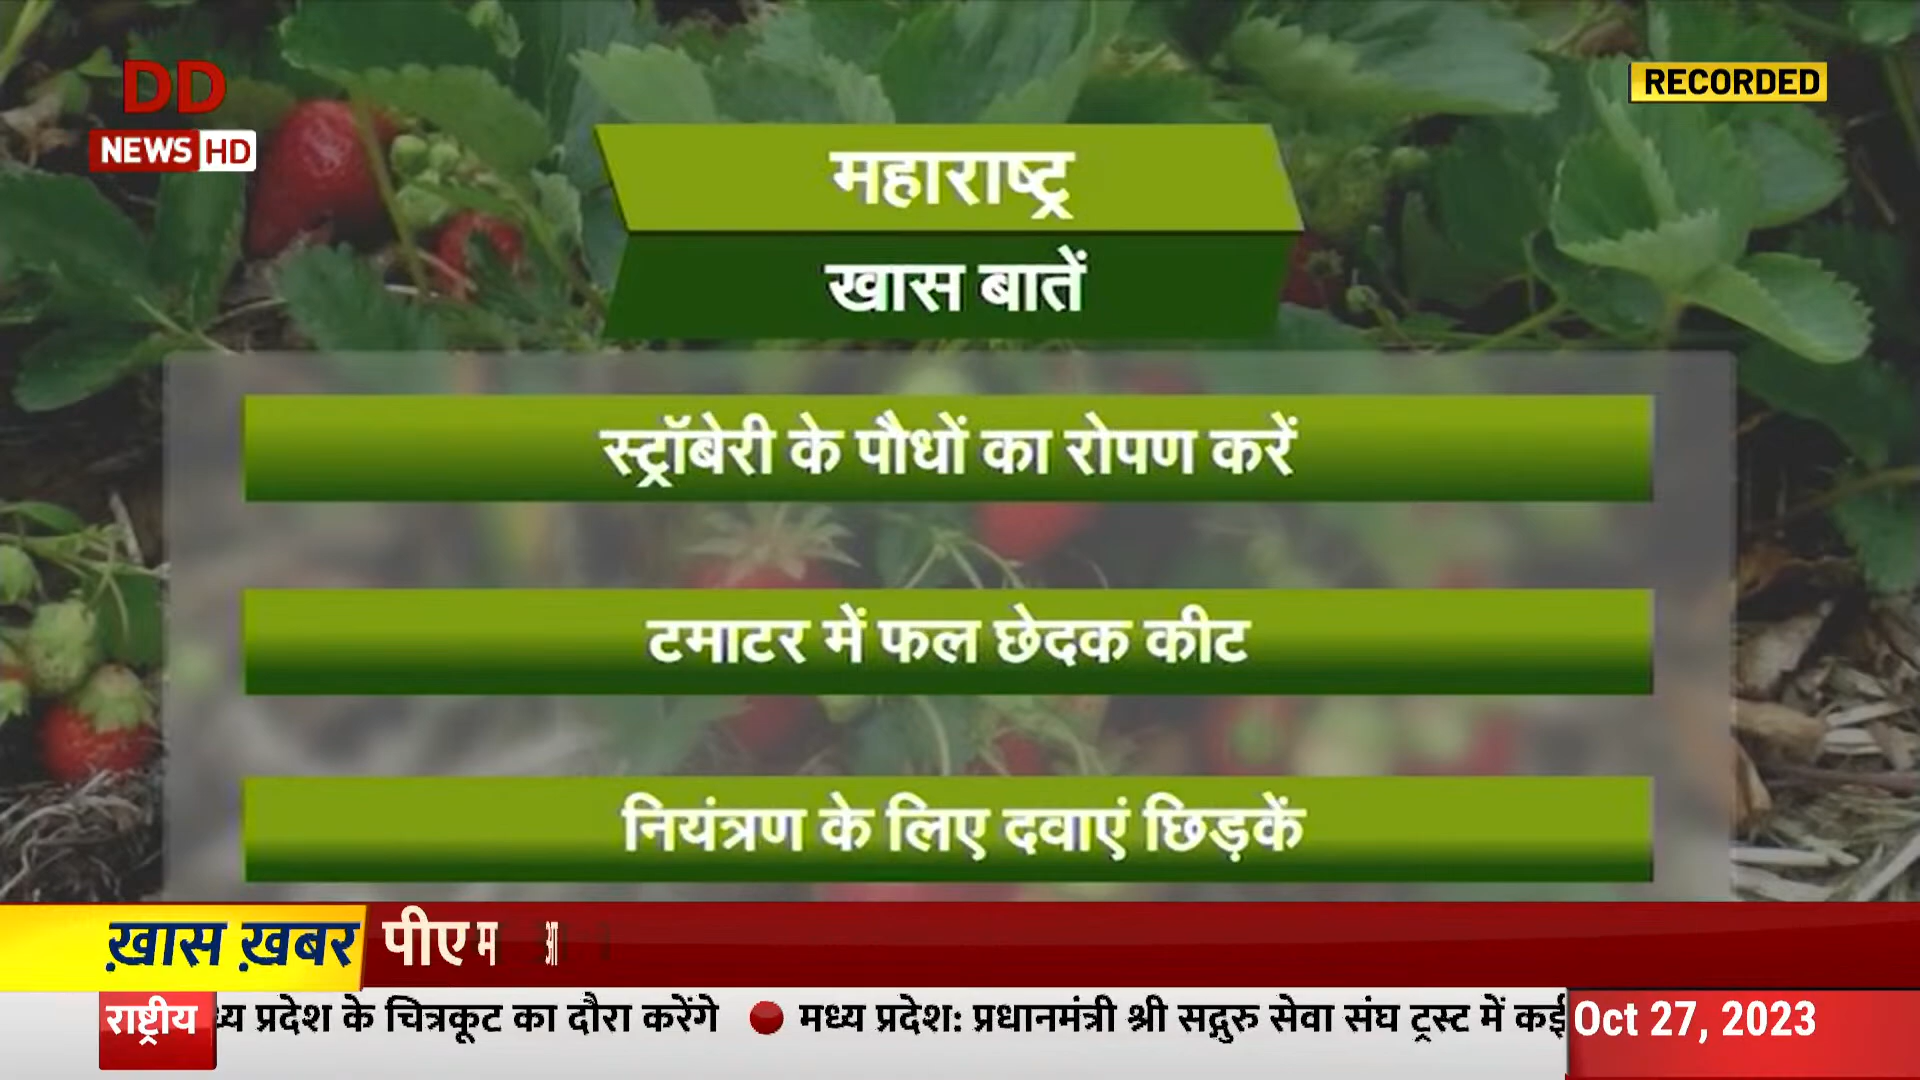 DD
NEWS HD
RECORDED
महाराष्ट्र
खास बातें
स्ट्रॉबेरी के पौधों का रोपण करें
टमाटर में फल छेदक कीट
नियंत्रण के लिए दवाएं छिड़कें
ख़ास ख़बर पीएम
राष्ट्रीय प्रदेश के चित्रकूट का दौरा करेंगे मध्य प्रदेश: प्रधानमंत्री श्री सद्गुरु सेवा संघ ट्रस्ट में कई Oct 27, 2023